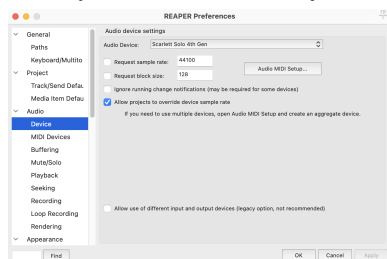 REAPER Preferences
General
Paths
Keyboard/Multito
Project
Track/Send Defau
Media Item Defau
Audio
Device
MIDI Devices
Buffering
Mute/Solo
Playback
Seeking
Recording
Loop Recording
Rendering
Appearance
Find
Audio device settings
Audio Device: Scarlett Solo 4th Gen
Request sample rate: 44100
Request block size: 128
Audio MIDI Setup...
Ignore running change notifications (may be required for some devices)
Allow projects to override device sample rate
If you need to use multiple devices, open Audio MIDI Setup and create an aggregate device.
Allow use of different input and output devices (legacy option, not recommended)
OK Cancel Apply